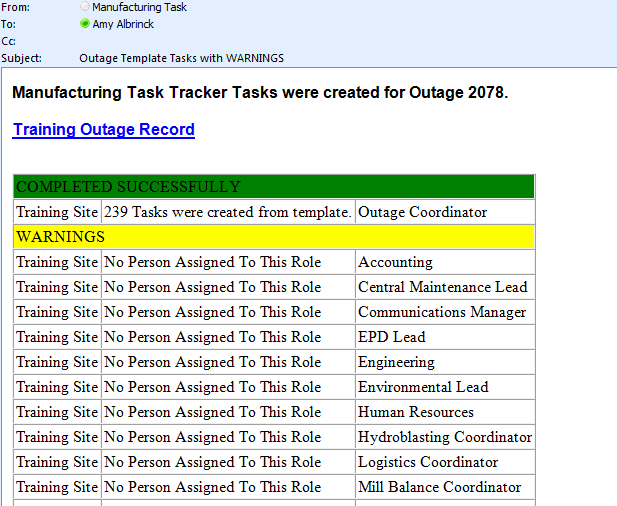 From: Manufacturing Task
To: Amy Albrinck
Cc:
Subject: Outage Template Tasks with WARNINGS
Manufacturing Task Tracker Tasks were created for Outage 2078.
Training Outage Record
COMPLETED SUCCESSFULLY
Training Site 239 Tasks were created from template. Outage Coordinator
WARNINGS
Training Site No Person Assigned To This Role Accounting
Training Site No Person Assigned To This Role Central Maintenance Lead
Training Site No Person Assigned To This Role Communications Manager
Training Site No Person Assigned To This Role EPD Lead
Training Site No Person Assigned To This Role Engineering
Training Site No Person Assigned To This Role Environmental Lead
Training Site No Person Assigned To This Role Human Resources
Training Site No Person Assigned To This Role Hydroblasting Coordinator
Training Site No Person Assigned To This Role Logistics Coordinator
Training Site No Person Assigned To This Role Mill Balance Coordinator